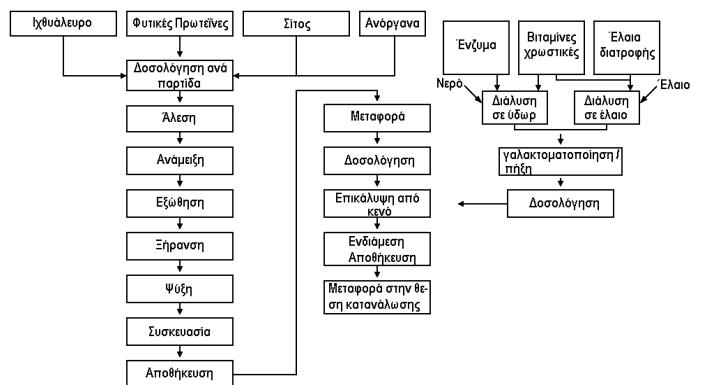 Ιχθυάλευρο
Φυτικές Πρωτεΐνες
Σίτος
Ανόργανα
Δοσολόγηση ανά
παρτίδα
Άλεση
Ανάμειξη
Εξώθηση
Ξήρανση
Ψύξη
Συσκευασία
Αποθήκευση
Μεταφορά
Δοσολόγηση
Επικάλυψη από
κενό
Ενδιάμεση
Αποθήκευση
Μεταφορά στην θε-
ση κατανάλωσης
Ένζυμα
Βιταμίνες
χρωστικές
Έλαια
διατροφής
Νερό
Διάλυση
σε ύδωρ
Διάλυση
σε έλαιο
Έλαιο
γαλακτοματοποίηση /
πήξη
Δοσολόγηση